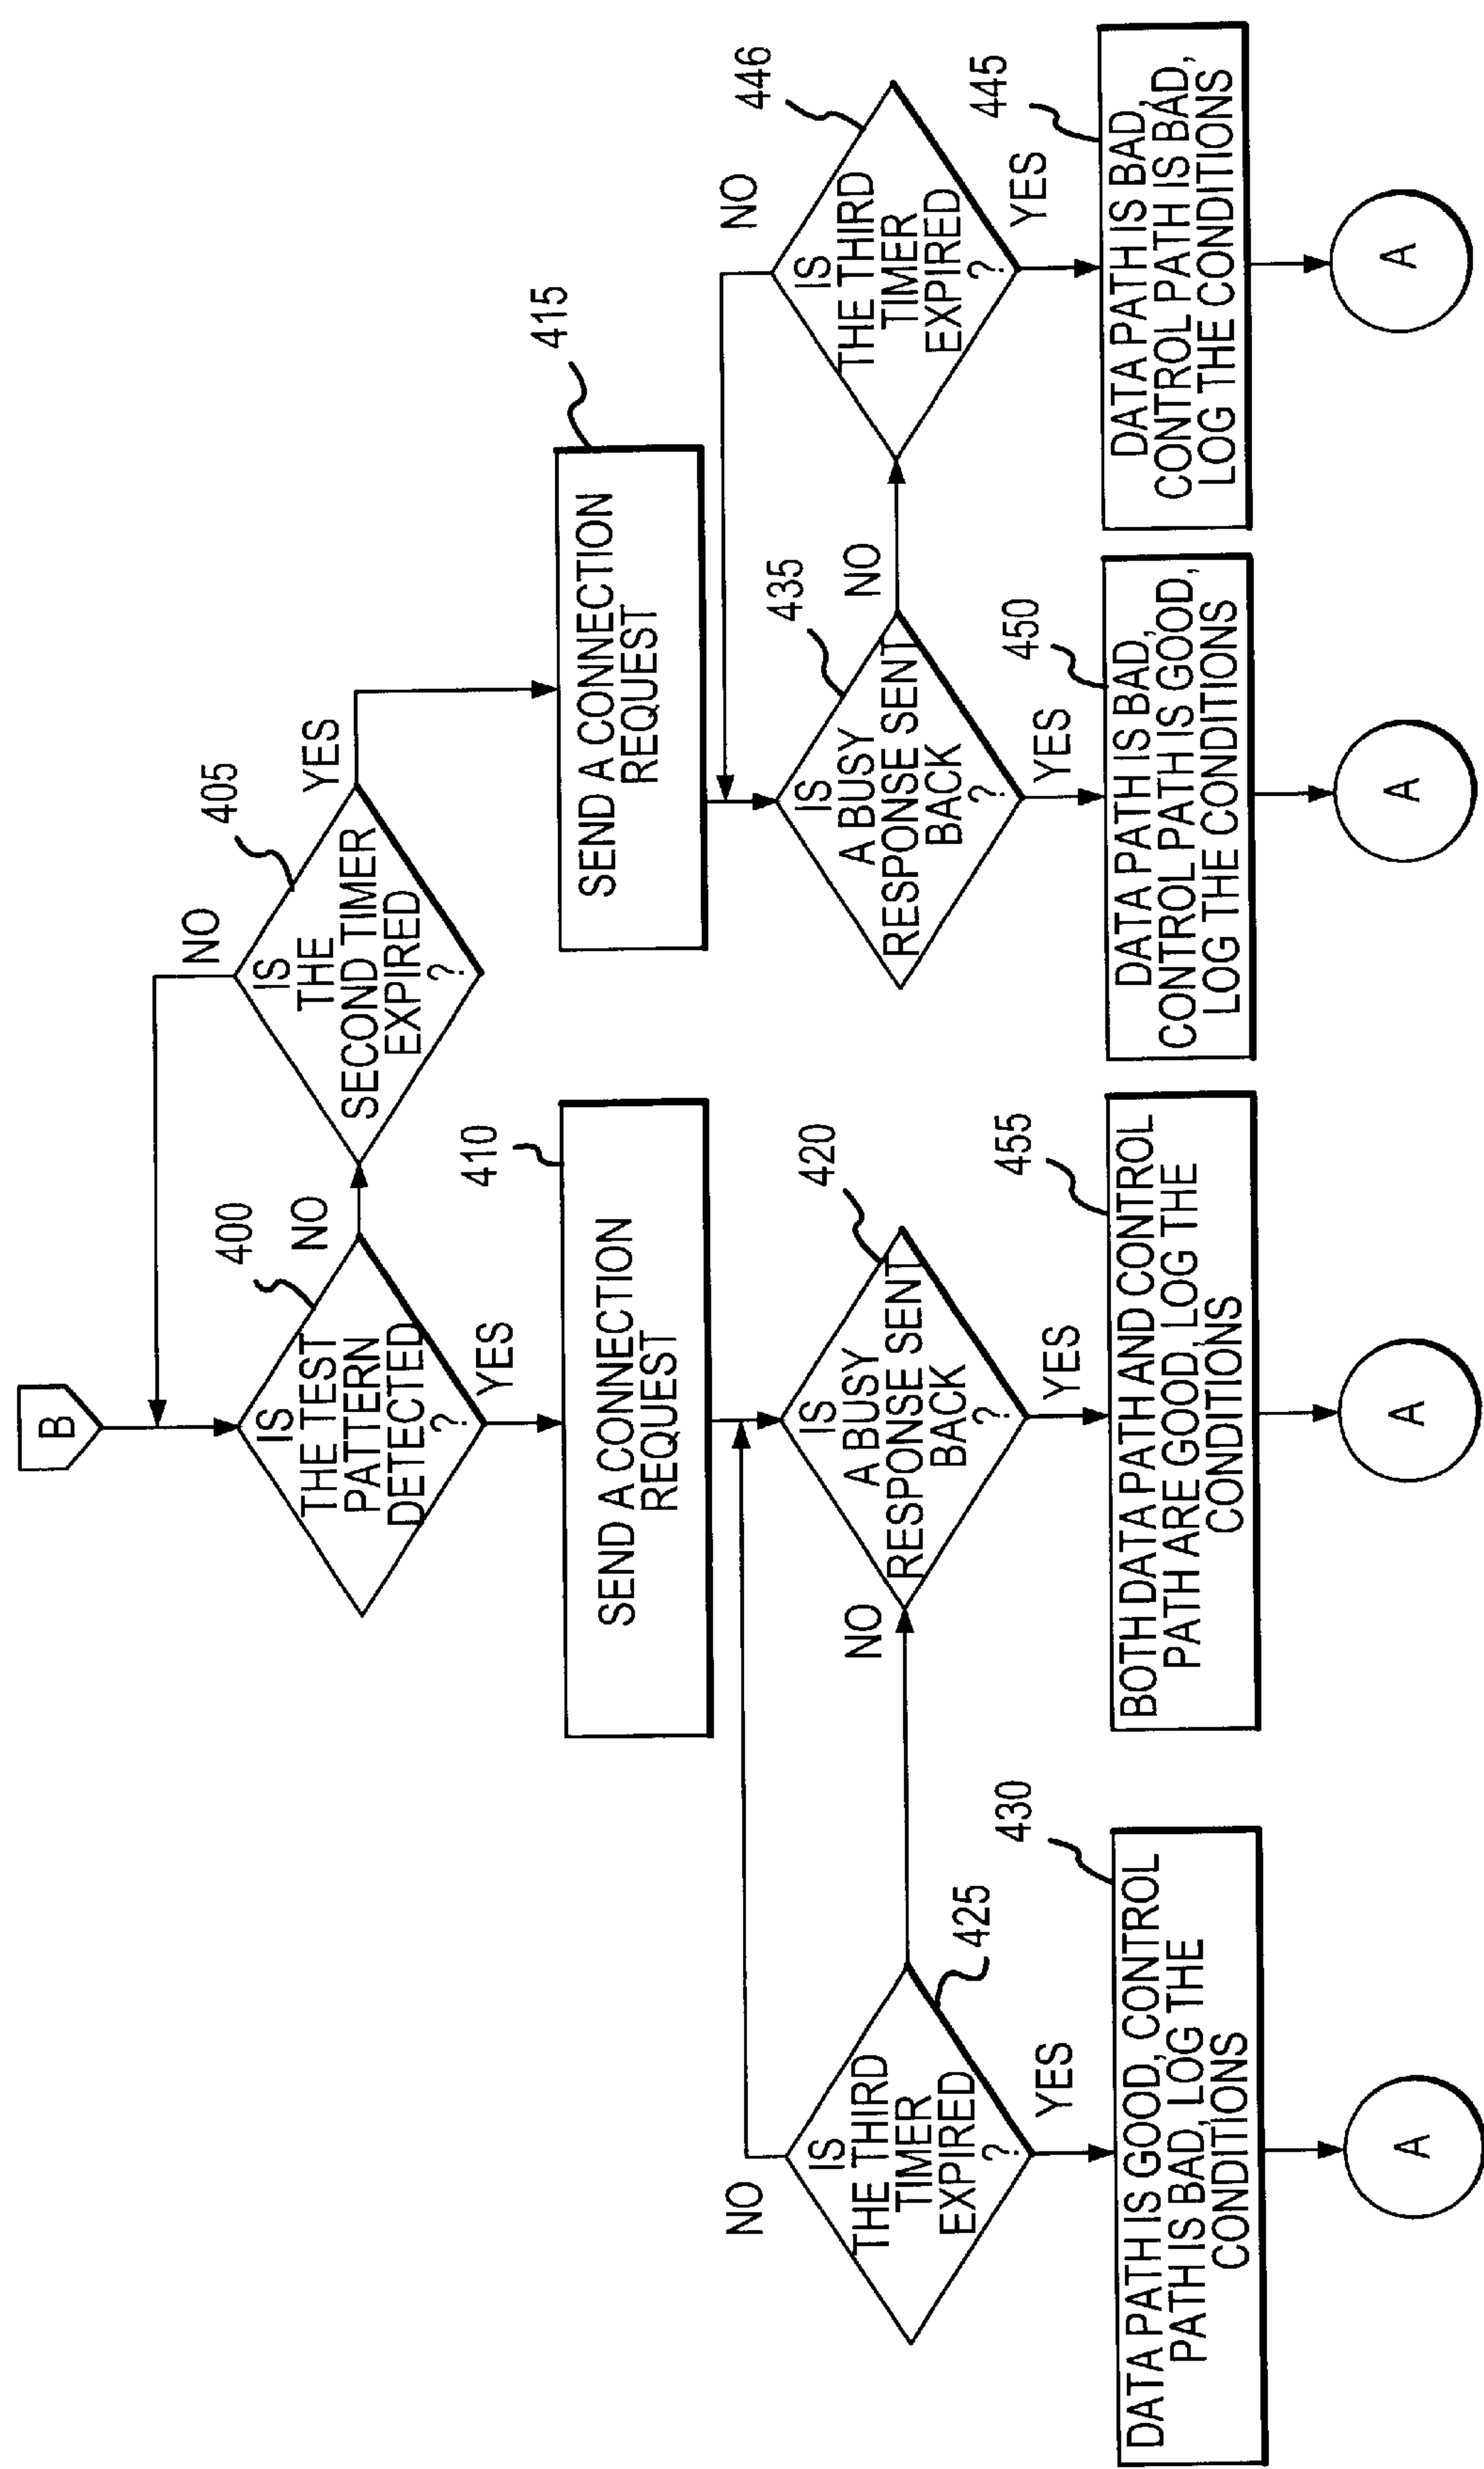 B
400
IS
THE TEST
PATTERN
DETECTED
?
NO
YES
405
IS
THE
SECOND TIMER
EXPIRED
?
NO
YES
410
SEND A CONNECTION
REQUEST
415
SEND A CONNECTION
REQUEST
NO
IS
THE THIRD
TIMER
EXPIRED
?
425
YES
NO
420
IS
A BUSY
RESPONSE SENT
BACK
?
YES
435
IS
A BUSY
RESPONSE SENT
BACK
?
NO
YES
446
NO
IS
THE THIRD
TIMER
EXPIRED
?
YES
430
DATA PATH IS GOOD, CONTROL
PATH IS BAD, LOG THE
CONDITIONS
455
BOTH DATA PATH AND CONTROL
PATH ARE GOOD, LOG THE
CONDITIONS
450
DATA PATH IS BAD,
CONTROL PATH IS GOOD,
LOG THE CONDITIONS
445
DATA PATH IS BAD,
CONTROL PATH IS BAD,
LOG THE CONDITIONS
A
A
A
A